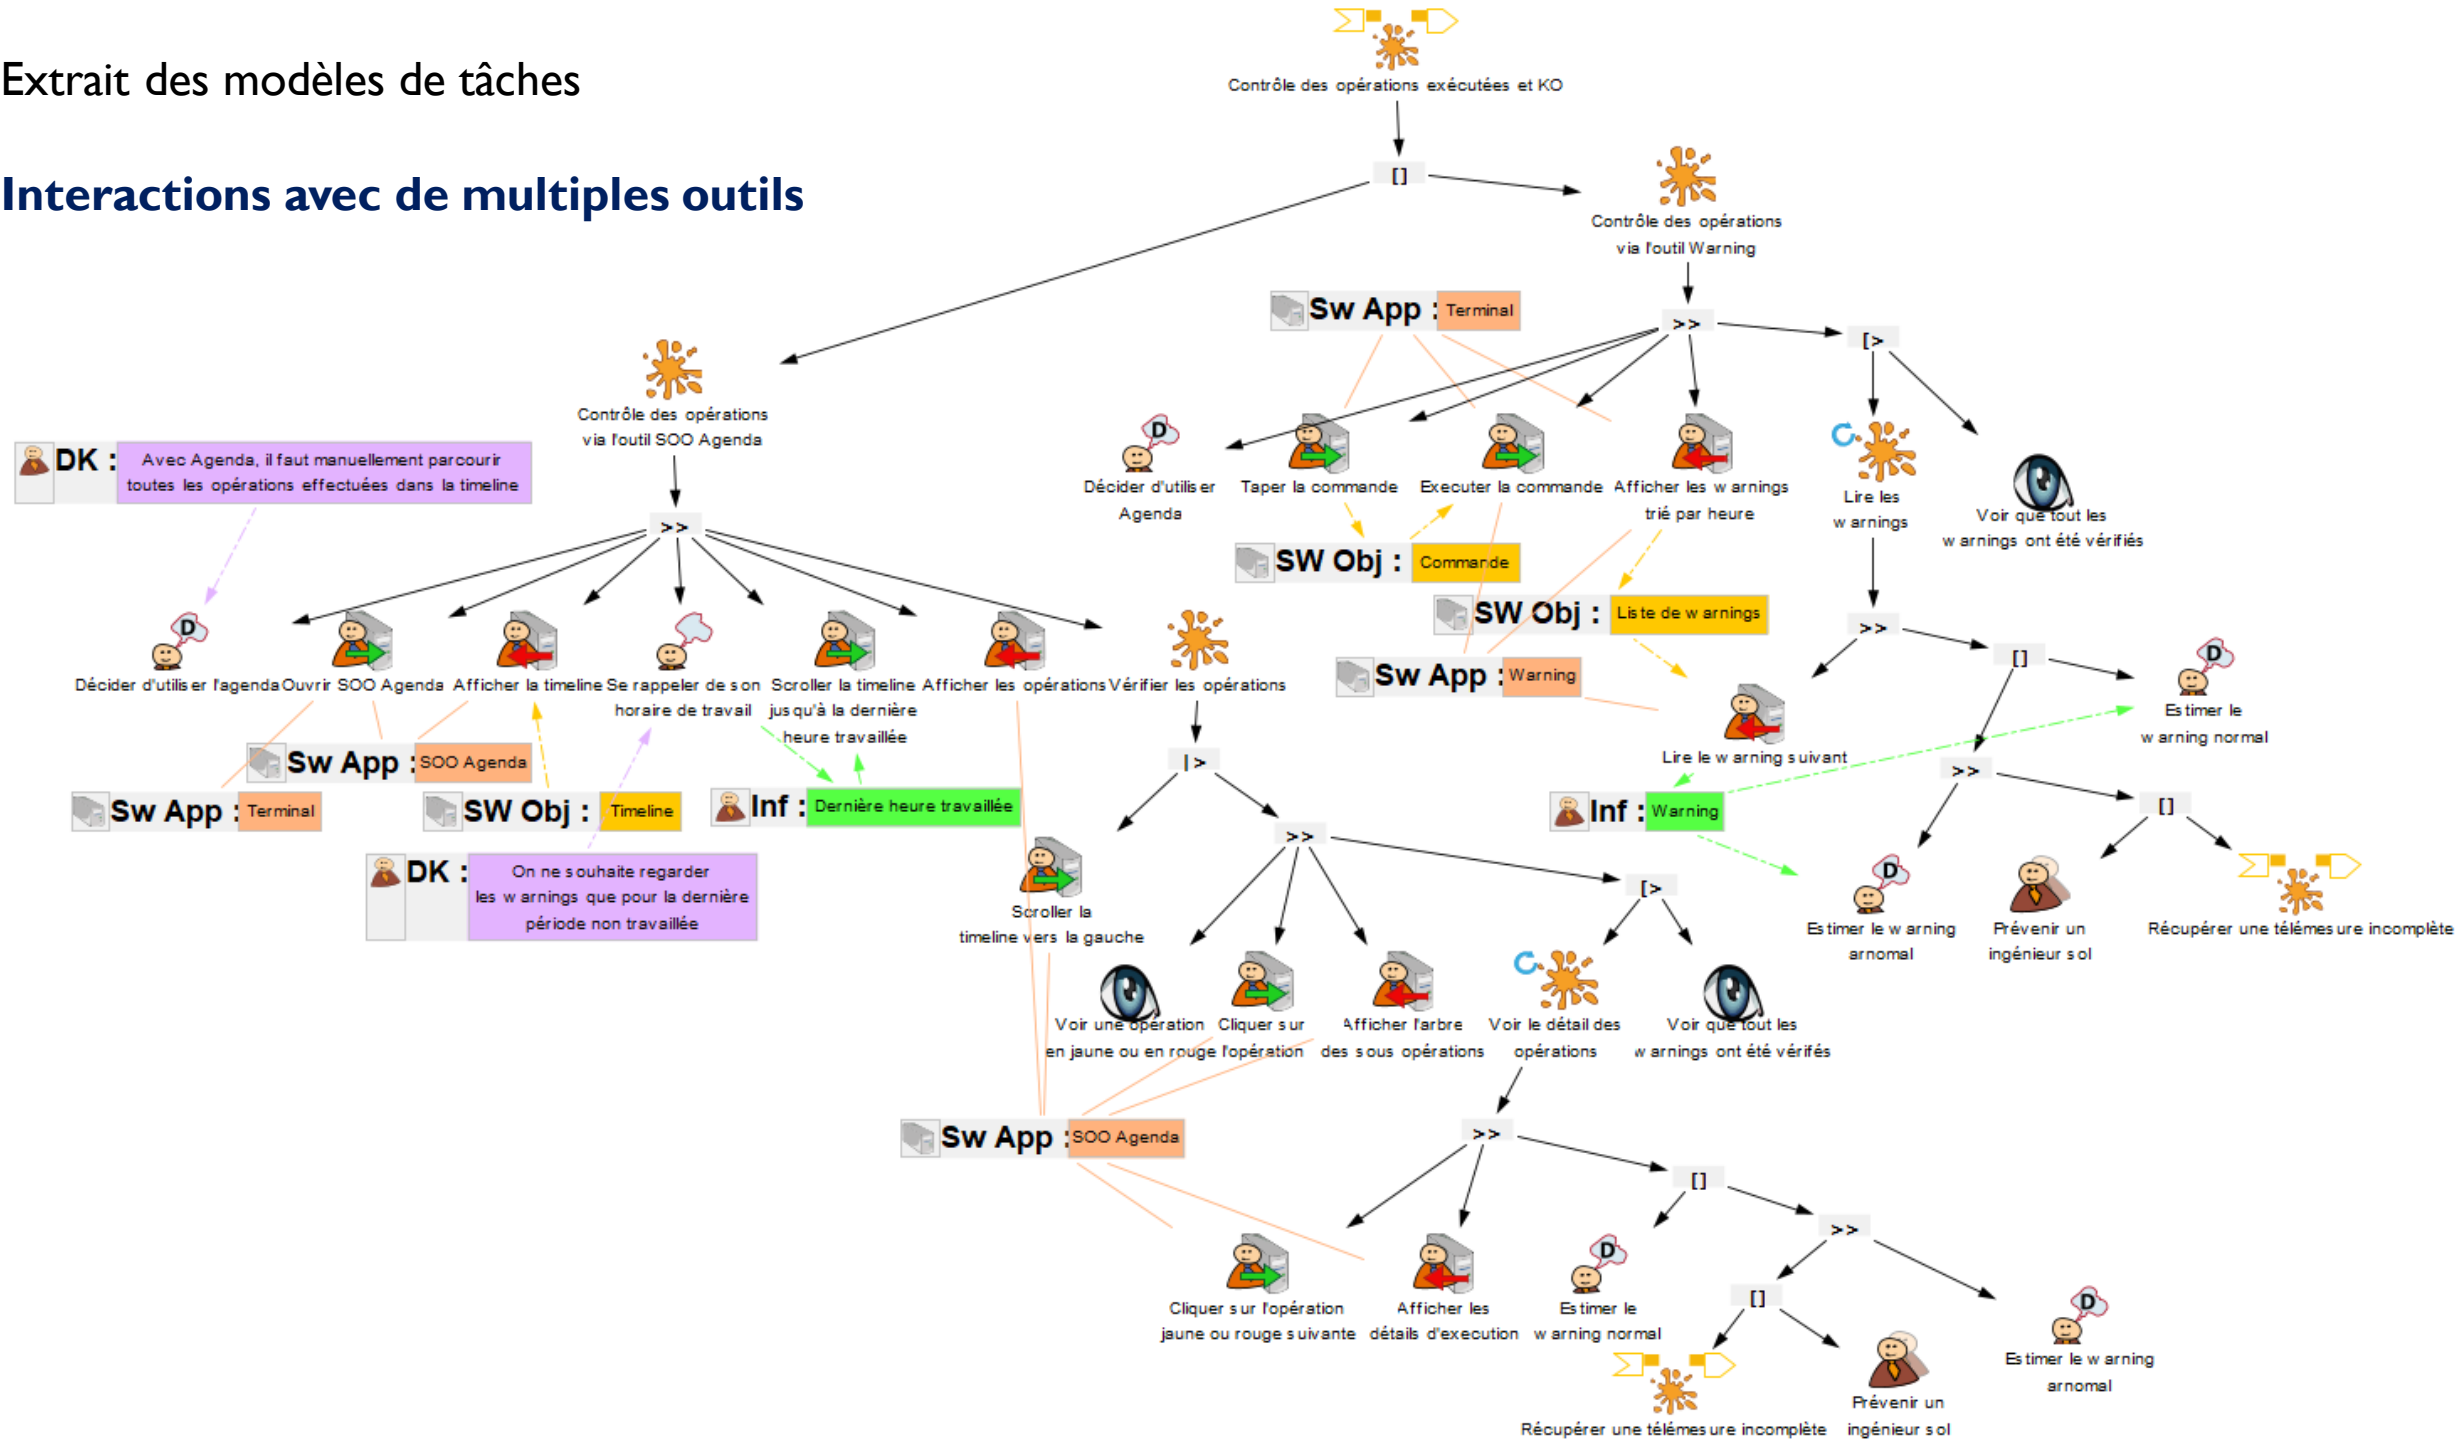 Extrait des modèles de tâches
Interactions avec de multiples outils
Contrôle des opérations exécutées et KO
[]
Contrôle des opérations
via l'outil Warning
Sw App : Terminal
>>
[>
Contrôle des opérations
via l'outil SOO Agenda
DK : Avec Agenda, il faut manuellement parcourir
toutes les opérations effectuées dans la timeline
>>
D
Décider d'utiliser
Agenda
Taper la commande
Executer la commande
Afficher les warnings
trié par heure
Lire les
warnings
Voir que tout les
warnings ont été vérifiés
SW Obj : Commande
SW Obj : Liste de warnings
Sw App : Warning
>>
[]
D
Estimer le
warning normal
Lire le warning suivant
Inf : Warning
>>
[]
D
Estimer le warning
arnomal
Prévenir un
ingénieur sol
Récupérer une télémesure incomplète
D
Décider d'utiliser l'agenda
Ouvrir SOO Agenda
Afficher la timeline
Se rappeler de son
horaire de travail
Scroller la timeline
jusqu'à la dernière
heure travaillée
Afficher les opérations
Vérifier les opérations
Sw App : SOO Agenda
Sw App : Terminal
SW Obj : Timeline
Inf : Dernière heure travaillée
DK : On ne souhaite regarder
les warnings que pour la dernière
période non travaillée
|>
>>
[>
Scroller la
timeline vers la gauche
Voir une opération
en jaune ou en rouge
Cliquer sur
l'opération
Afficher l'arbre
des sous opérations
Voir le détail des
opérations
Voir que tout les
warnings ont été vérifés
Sw App : SOO Agenda
>>
[]
>>
[]
Cliquer sur l'opération
jaune ou rouge suivante
Afficher les
détails d'execution
D
Estimer le
warning normal
D
Estimer le warning
arnomal
Récupérer une télémesure incomplète
Prévenir un
ingénieur sol